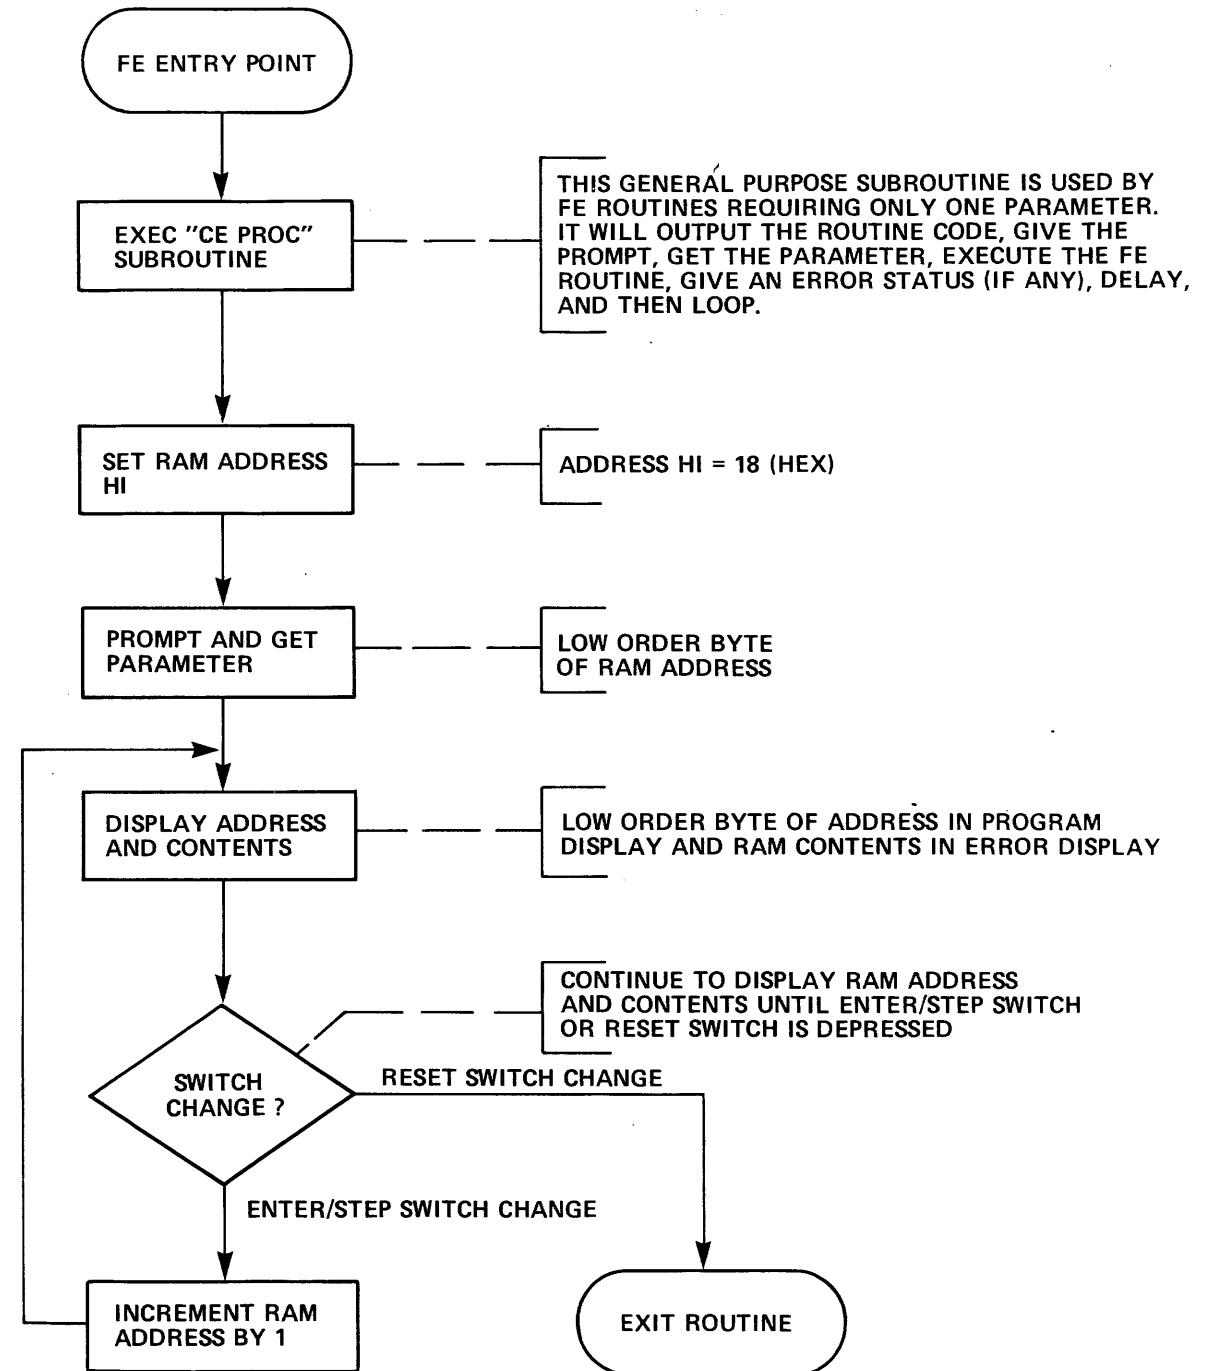 FE ENTRY POINT
EXEC "CE PROC"
SUBROUTINE
THIS GENERAL PURPOSE SUBROUTINE IS USED BY
FE ROUTINES REQUIRING ONLY ONE PARAMETER.
IT WILL OUTPUT THE ROUTINE CODE, GIVE THE
PROMPT, GET THE PARAMETER, EXECUTE THE FE
ROUTINE, GIVE AN ERROR STATUS (IF ANY), DELAY,
AND THEN LOOP.
SET RAM ADDRESS
HI
ADDRESS HI = 18 (HEX)
PROMPT AND GET
PARAMETER
LOW ORDER BYTE
OF RAM ADDRESS
DISPLAY ADDRESS
AND CONTENTS
LOW ORDER BYTE OF ADDRESS IN PROGRAM
DISPLAY AND RAM CONTENTS IN ERROR DISPLAY
CONTINUE TO DISPLAY RAM ADDRESS
AND CONTENTS UNTIL ENTER/STEP SWITCH
OR RESET SWITCH IS DEPRESSED
SWITCH
CHANGE ?
RESET SWITCH CHANGE
ENTER/STEP SWITCH CHANGE
INCREMENT RAM
ADDRESS BY 1
EXIT ROUTINE